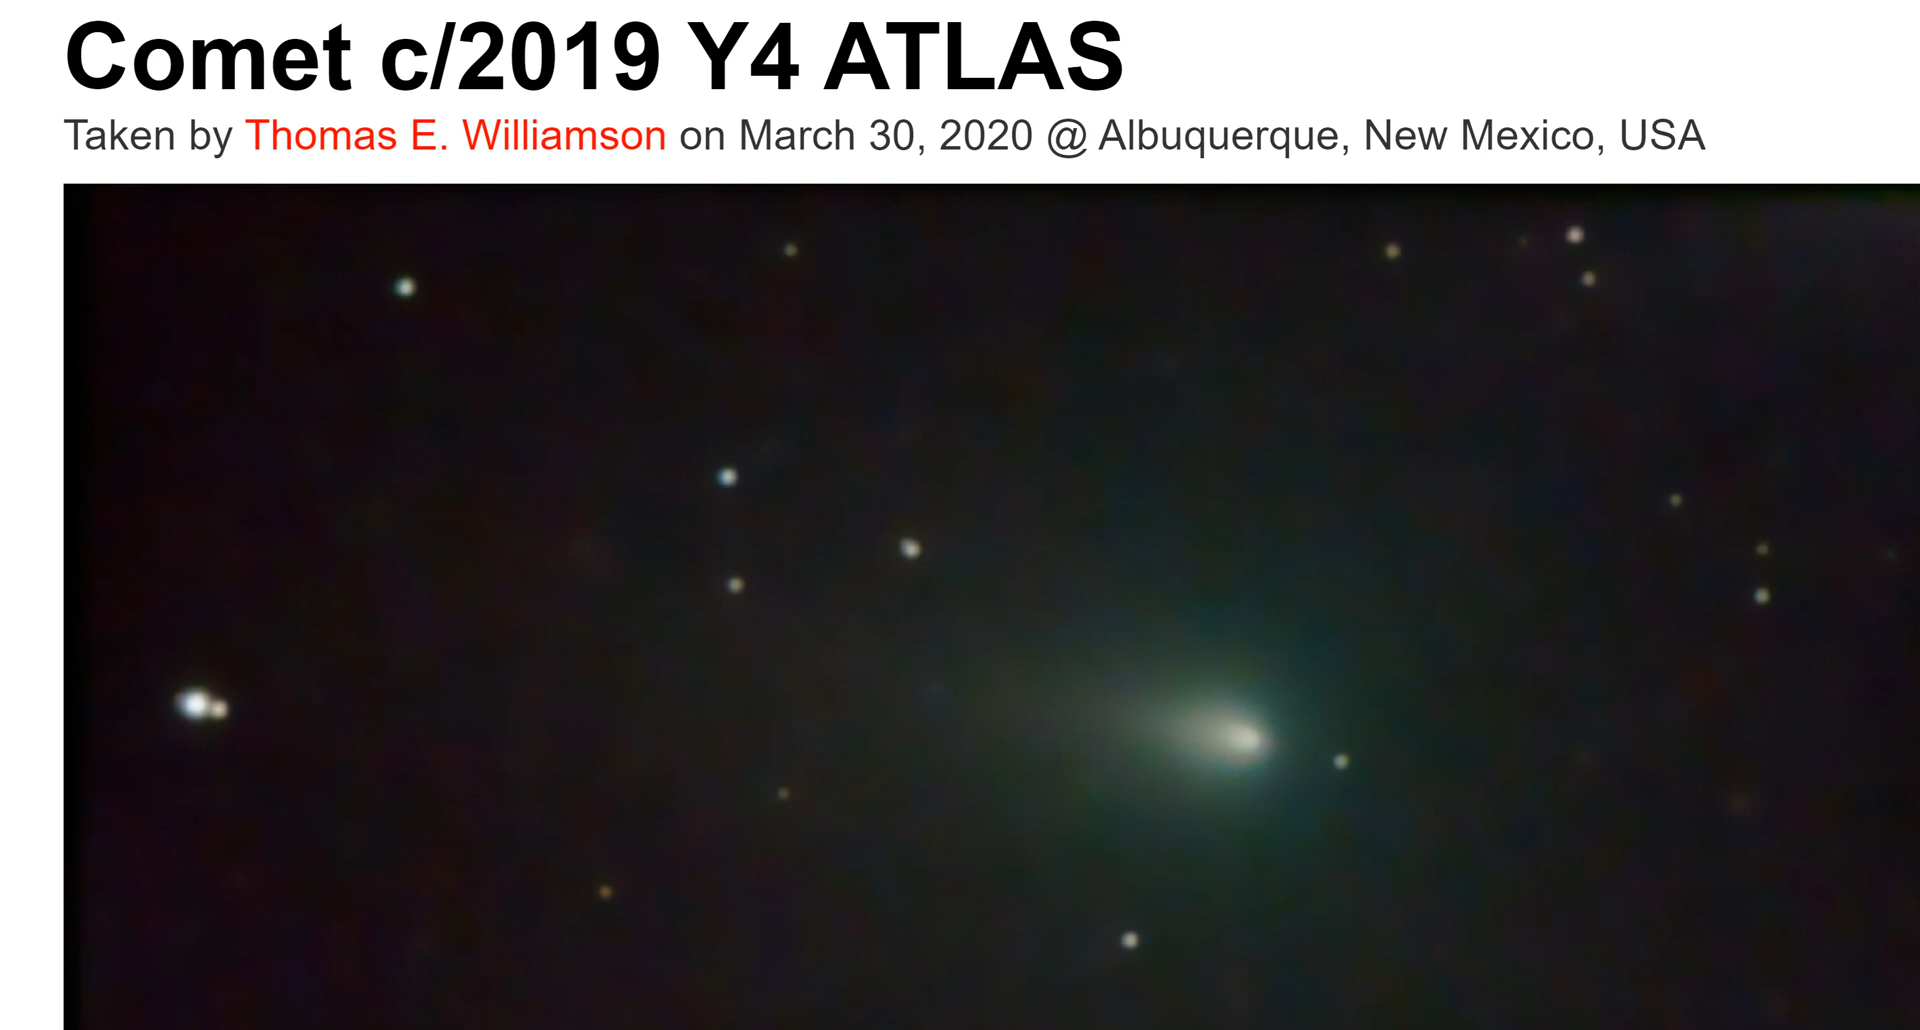 Comet c/2019 Y4 ATLAS
Taken by Thomas E. Williamson on March 30, 2020 @ Albuquerque, New Mexico, USA